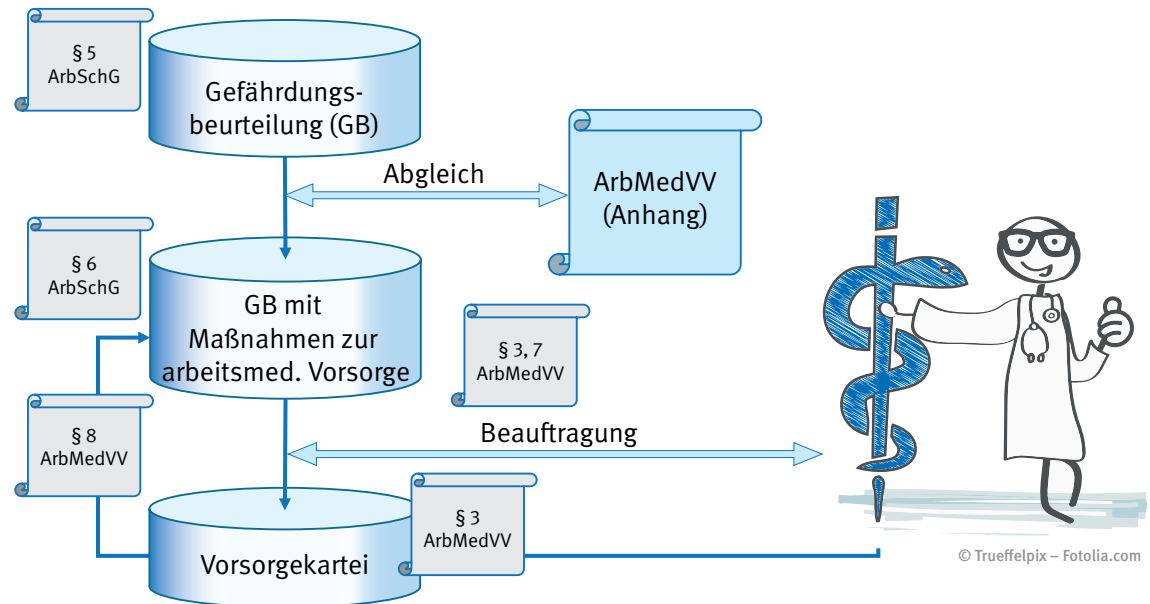 § 5
ArbSchG
Gefährdungs-
beurteilung (GB)
Abgleich
ArbMedVV
(Anhang)
§ 6
ArbSchG
GB mit
Maßnahmen zur
arbeitsmed. Vorsorge
§ 3, 7
ArbMedVV
§ 8
ArbMedVV
Beauftragung
Vorsorgekartei
§ 3
ArbMedVV
© Trueffelpix – Fotolia.com